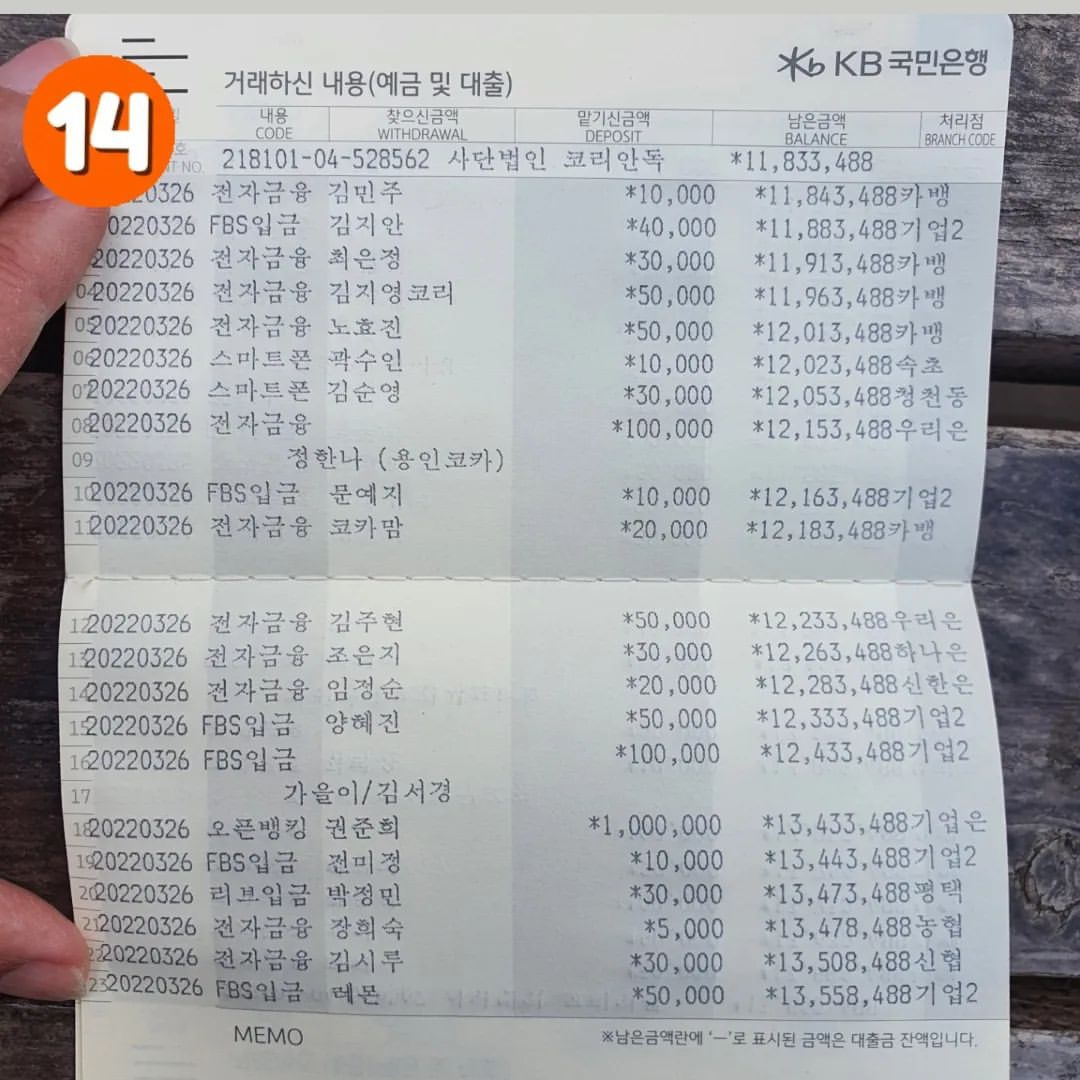 14
KB국민은행
거래하신 내용(예금 및 대출)
내용 찾으신금액 맡기신금액 남은금액 처리점
CODE WITHDRAWAL DEPOSIT BALANCE BRANCH CODE
NO. 218101-04-528562 사단법인 코리안독 *11,833,488
20326 전자금융 김민주 *10,000 *11,843,488카뱅
20220326 FBS입금 김지안 *40,000 *11,883,488기업2
20220326 전자금융 최은정 *30,000 *11,913,488카뱅
04 20220326 전자금융 김지영코리 *50,000 *11,963,488카뱅
05 20220326 전자금융 노효진 *50,000 *12,013,488카뱅
06 20220326 스마트폰 곽수인 *10,000 *12,023,488속초
07 20220326 스마트폰 김순영 *30,000 *12,053,488청천동
08 20220326 전자금융 *100,000 *12,153,488우리은
09 정한나 (용인코카)
10 20220326 FBS입금 문예지 *10,000 *12,163,488기업2
11 20220326 전자금융 코카맘 *20,000 *12,183,488카뱅
12 20220326 전자금융 김주현 *50,000 *12,233,488우리은
13 20220326 전자금융 조은지 *30,000 *12,263,488하나은
14 20220326 전자금융 임정순 *20,000 *12,283,488신한은
15 20220326 FBS입금 양혜진 *50,000 *12,333,488기업2
16 20220326 FBS입금 *100,000 *12,433,488기업2
17 가을이/김서경
18 20220326 오픈뱅킹 권준희 *1,000,000 *13,433,488기업은
19 20220326 FBS입금 전미정 *10,000 *13,443,488기업2
20 20220326 리브입금 박정민 *30,000 *13,473,488평택
21 20220326 전자금융 장희숙 *5,000 *13,478,488농협
22 20220326 전자금융 김시루 *30,000 *13,508,488신협
23 20220326 FBS입금 레몬 *50,000 *13,558,488기업2
MEMO ※남은금액란에 '—'로 표시된 금액은 대출금 잔액입니다.